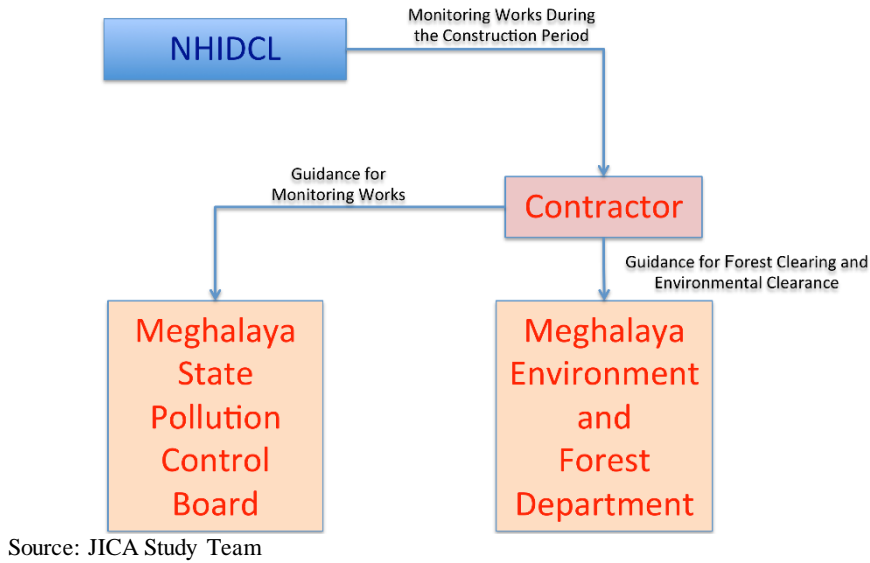 NHIDCL
Monitoring Works During
the Construction Period
Guidance for
Monitoring Works
Contractor
Guidance for Forest Clearing and
Environmental Clearance
Meghalaya
State
Pollution
Control
Board
Meghalaya
Environment
and
Forest
Department
Source: JICA Study Team